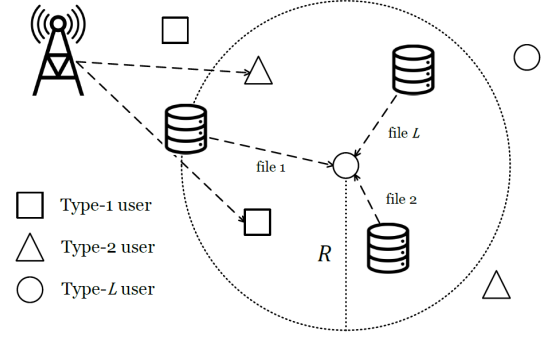 file 1
file L
file 2
R
Type-1 user
Type-2 user
Type-L user